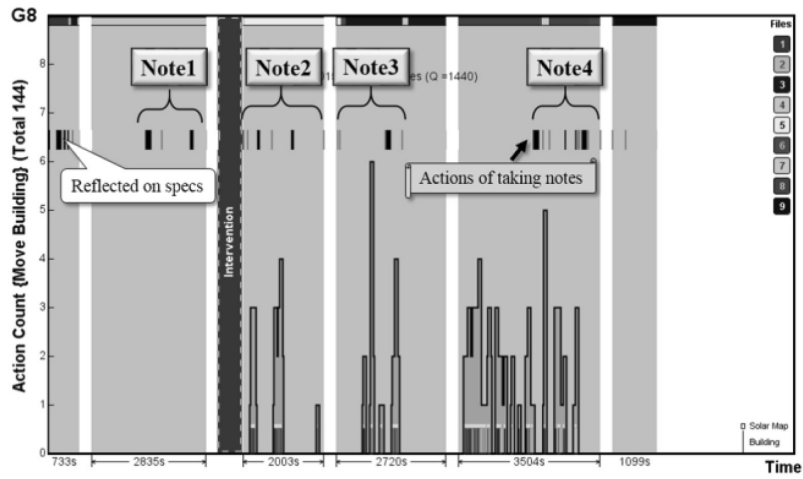 G8
Files
Note1
Note2
Note3
Note4
es (Q =1440)
1
2
3
4
5
6
7
8
9
8
7
6
5
4
3
2
1
0
Reflected on specs
Actions of taking notes
Intervention
Action Count {Move Building} (Total 144)
Solar Map
Building
733s
2835s
2003s
2720s
3504s
1099s
Time